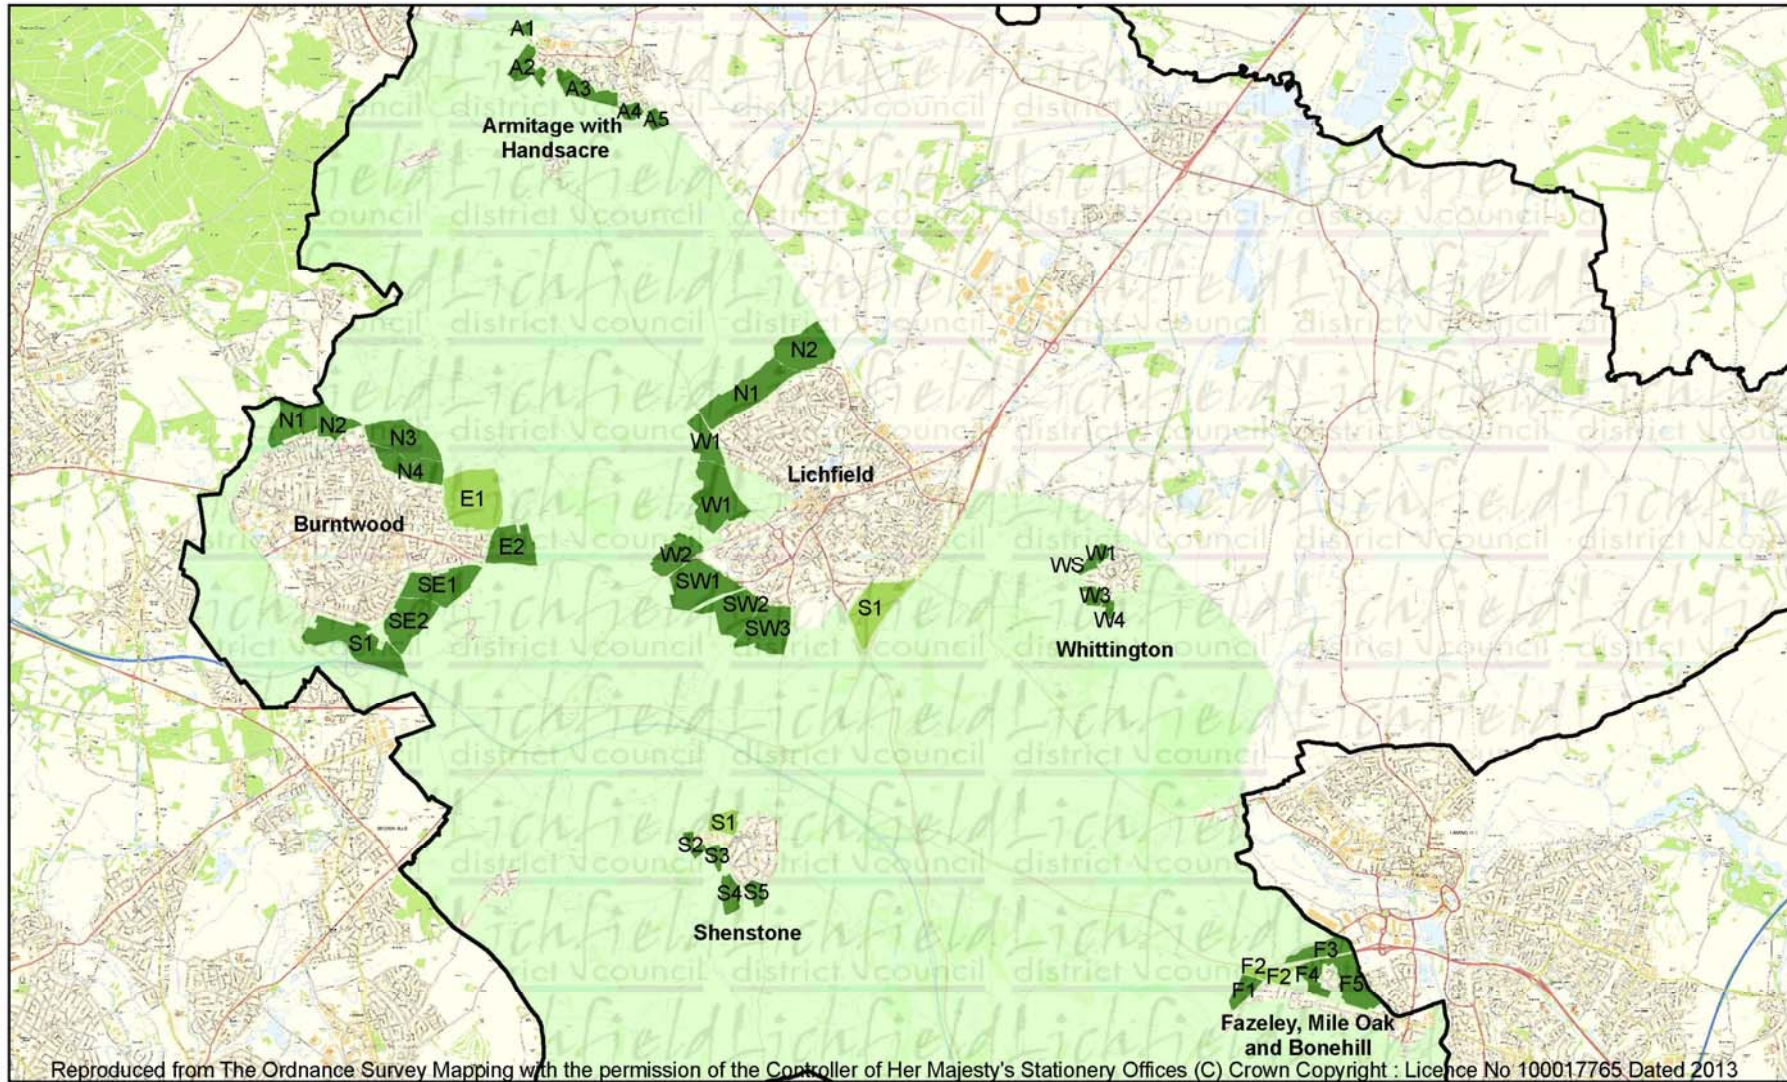 A1
A2
A3
A4
A5
Armitage with
Handsacre
N2
N1
W1
Lichfield
W1
W2
SW1
SW2
SW3
S1
N1
N2
N3
N4
E1
Burntwood
E2
SE1
SE2
S1
W1
WS
W3
W4
Whittington
S1
S2
S3
S4
S5
Shenstone
F3
F2
F2
F4
F1
F5
Fazeley, Mile Oak
and Bonehill
Lichfield
district council
Reproduced from The Ordnance Survey Mapping with the permission of the Controller of Her Majesty's Stationery Offices (C) Crown Copyright : Licence No 100017765 Dated 2013